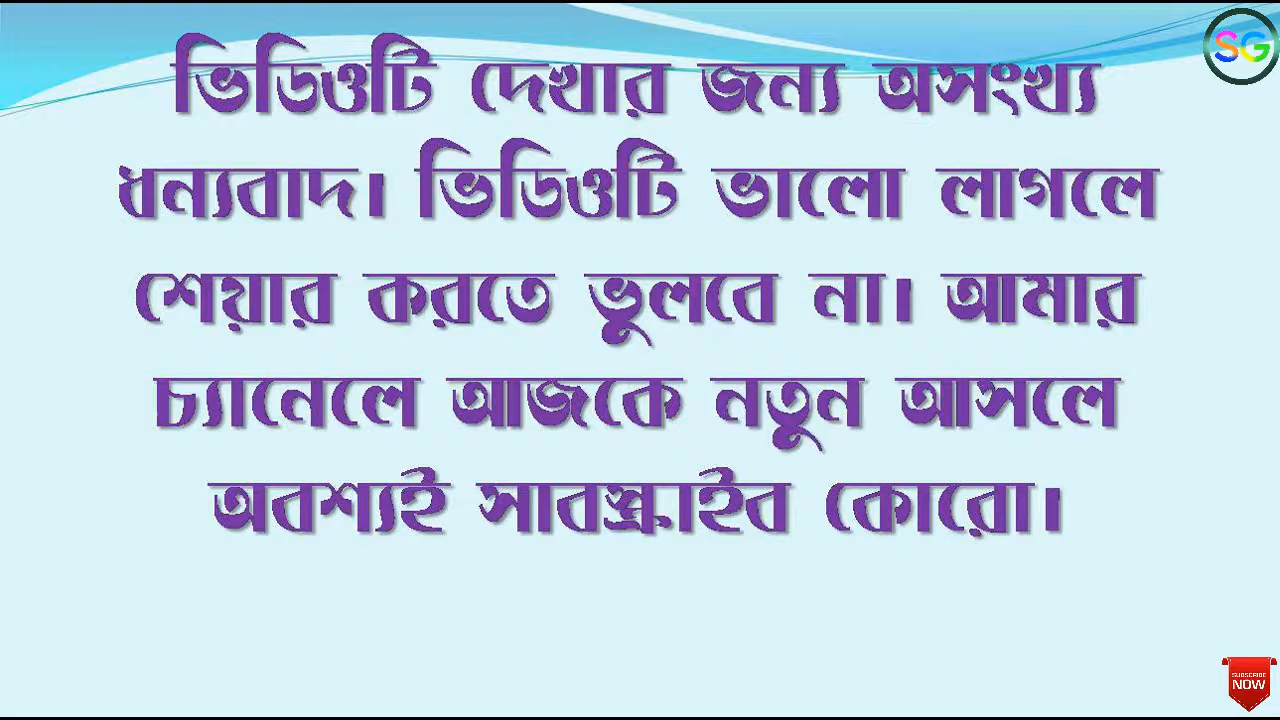 SG
ভিডিওটি দেখার জন্য অসংখ্য
ধন্যবাদ। ভিডিওটি ভালো লাগলে
শেয়ার করতে ভুলবে না। আমার
চ্যানেলে আজকে নতুন আসলে
অবশ্যই সাবস্ক্রাইব কোরো।
SUBSCRIBE
NOW